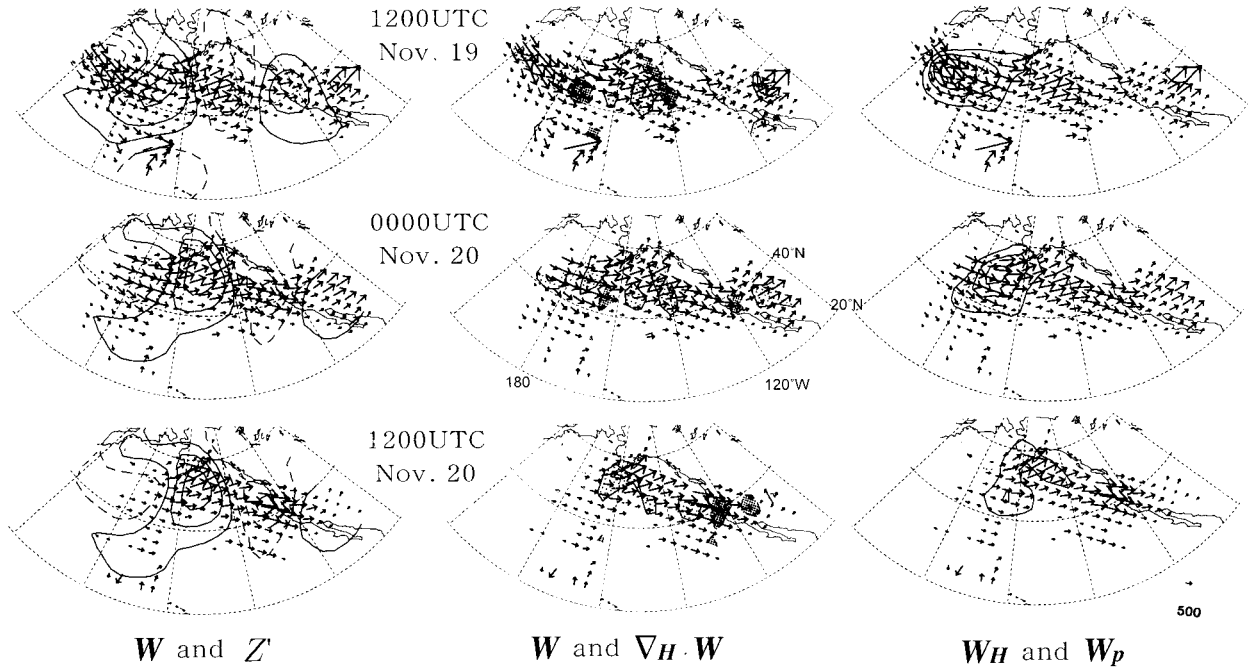 1200UTC
Nov. 19
0000UTC
Nov. 20
40°N
20°N
180
120°W
1200UTC
Nov. 20
500
W and Z'
W and ∇H · W
WH and Wp